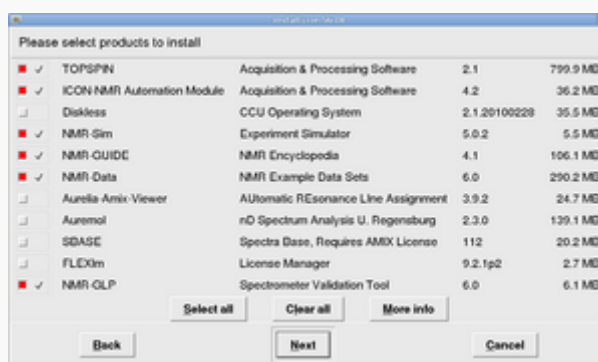 Please select products to install
TOPSPIN Acquisition & Processing Software 2.1 799.9 MB
ICON-NMR Automation Module Acquisition & Processing Software 4.2 36.2 MB
Diskless CCU Operating System 2.1.20100228 35.5 MB
NMR-Sim Experiment Simulator 5.0.2 5.5 MB
NMR-GUIDE NMR Encyclopedia 4.1 106.1 MB
NMR-Data NMR Example Data Sets 6.0 290.2 MB
Aurelia-Amix-Viewer AUtomatic REsonance LIne Assignment 3.9.2 24.7 MB
Auremol nD Spectrum Analysis U. Regensburg 2.3.0 139.1 MB
SBASE Spectra Base, Requires AMIX License 112 20.2 MB
FLEXlm License Manager 9.2.1p2 2.7 MB
NMR-GLP Spectrometer Validation Tool 6.0 6.1 MB
Select all Clear all More info
Back Next Cancel